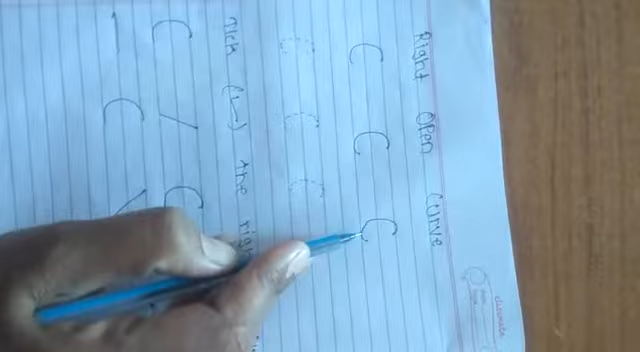 Right Open Curve
C C C
C C C
Tick (✓) the
C / C
— C \